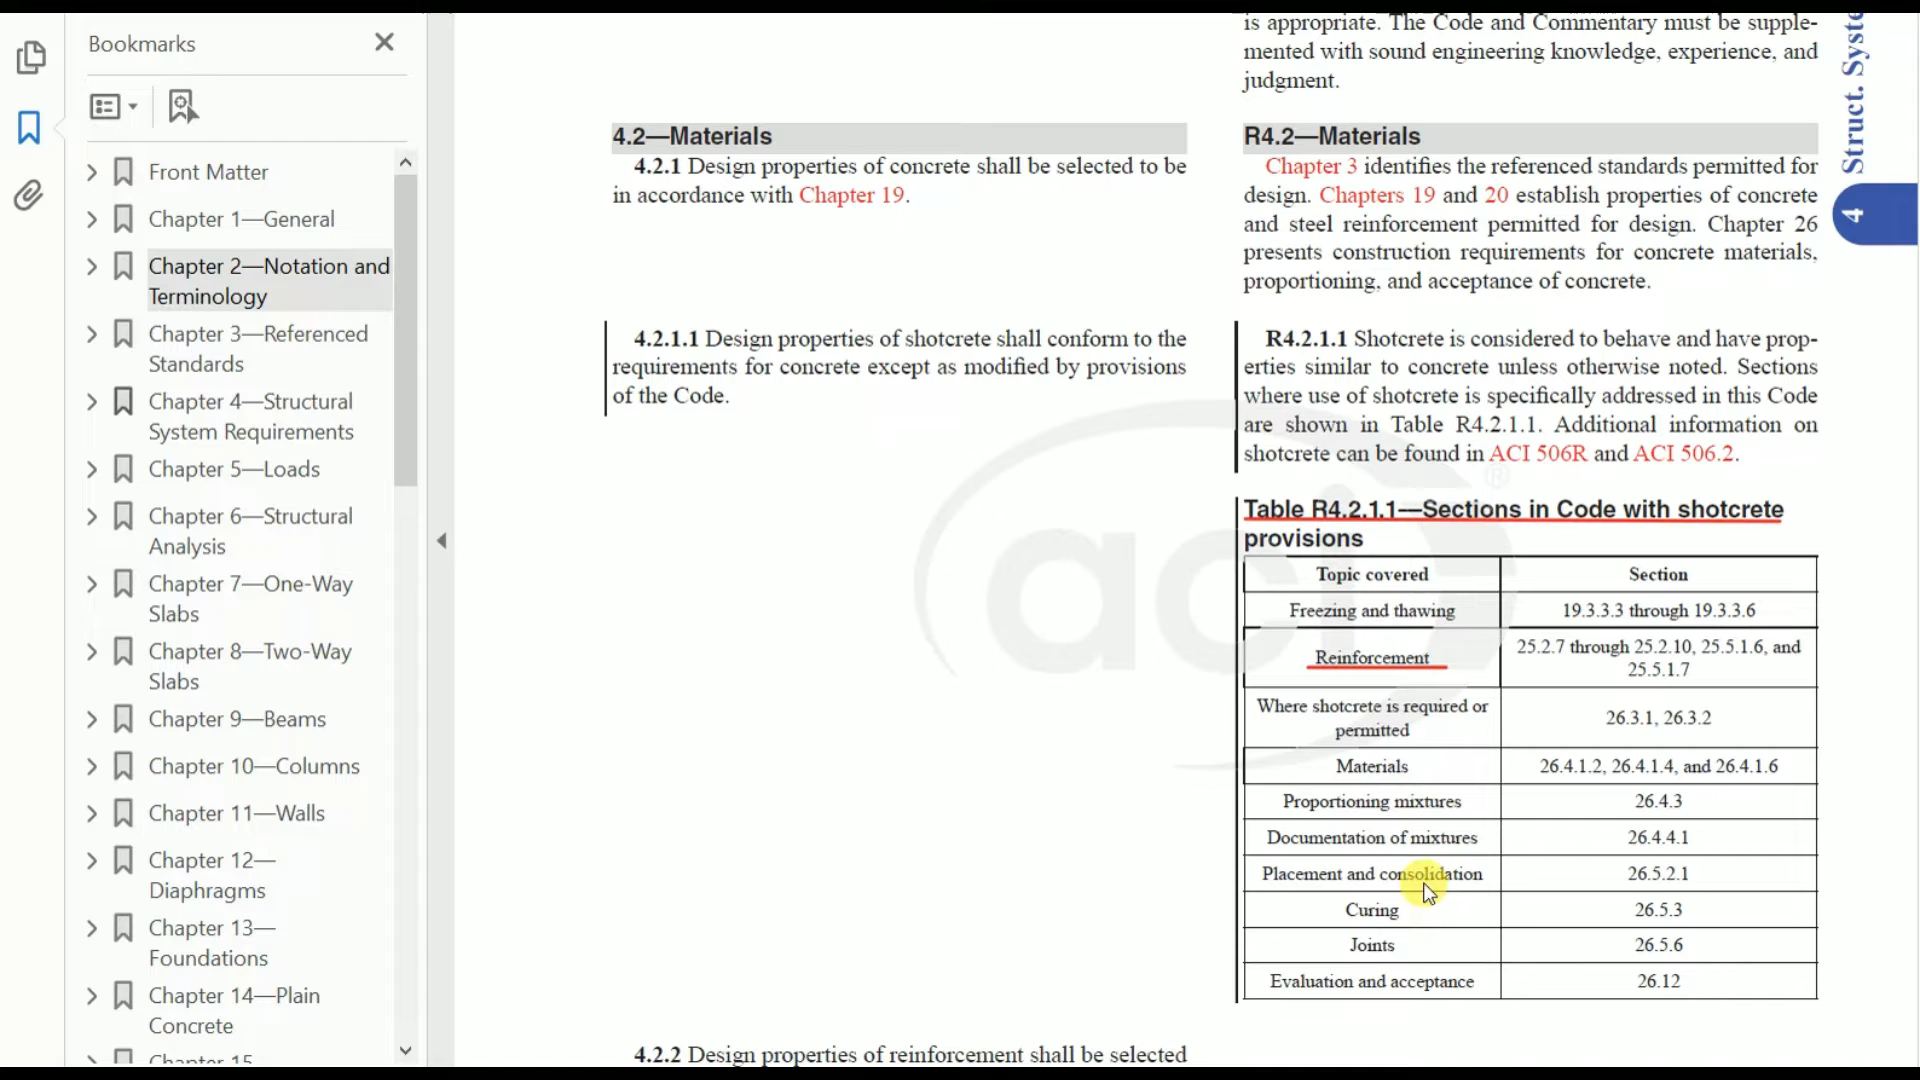 Bookmarks
Front Matter
Chapter 1—General
Chapter 2—Notation and
Terminology
Chapter 3—Referenced
Standards
Chapter 4—Structural
System Requirements
Chapter 5—Loads
Chapter 6—Structural
Analysis
Chapter 7—One-Way
Slabs
Chapter 8—Two-Way
Slabs
Chapter 9—Beams
Chapter 10—Columns
Chapter 11—Walls
Chapter 12—
Diaphragms
Chapter 13—
Foundations
Chapter 14—Plain
Concrete
Chapter 15—
4.2—Materials
4.2.1 Design properties of concrete shall be selected to be
in accordance with Chapter 19.
4.2.1.1 Design properties of shotcrete shall conform to the
requirements for concrete except as modified by provisions
of the Code.
4.2.2 Design properties of reinforcement shall be selected
is appropriate. The Code and Commentary must be supple-
mented with sound engineering knowledge, experience, and
judgment.
R4.2—Materials
Chapter 3 identifies the referenced standards permitted for
design. Chapters 19 and 20 establish properties of concrete
and steel reinforcement permitted for design. Chapter 26
presents construction requirements for concrete materials,
proportioning, and acceptance of concrete.
R4.2.1.1 Shotcrete is considered to behave and have prop-
erties similar to concrete unless otherwise noted. Sections
where use of shotcrete is specifically addressed in this Code
are shown in Table R4.2.1.1. Additional information on
shotcrete can be found in ACI 506R and ACI 506.2.
Table R4.2.1.1—Sections in Code with shotcrete
provisions
Topic covered Section
Freezing and thawing 19.3.3.3 through 19.3.3.6
Reinforcement 25.2.7 through 25.2.10, 25.5.1.6, and
25.5.1.7
Where shotcrete is required or
permitted 26.3.1, 26.3.2
Materials 26.4.1.2, 26.4.1.4, and 26.4.1.6
Proportioning mixtures 26.4.3
Documentation of mixtures 26.4.4.1
Placement and consolidation 26.5.2.1
Curing 26.5.3
Joints 26.5.6
Evaluation and acceptance 26.12
aci®
Struct. Syste
4